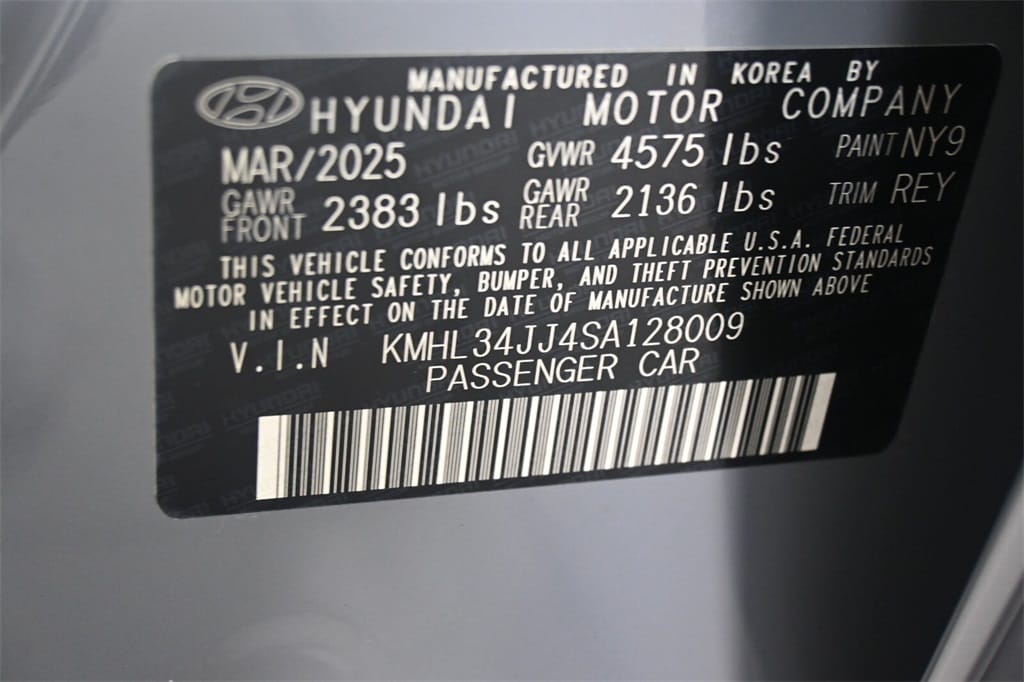 MANUFACTURED IN KOREA BY
HYUNDAI MOTOR COMPANY
MAR/2025 GVWR 4575 lbs PAINT NY9
GAWR FRONT 2383 lbs GAWR REAR 2136 lbs TRIM REY
THIS VEHICLE CONFORMS TO ALL APPLICABLE U.S.A. FEDERAL
MOTOR VEHICLE SAFETY, BUMPER, AND THEFT PREVENTION STANDARDS
IN EFFECT ON THE DATE OF MANUFACTURE SHOWN ABOVE
V.I.N KMHL34JJ4SA128009
PASSENGER CAR